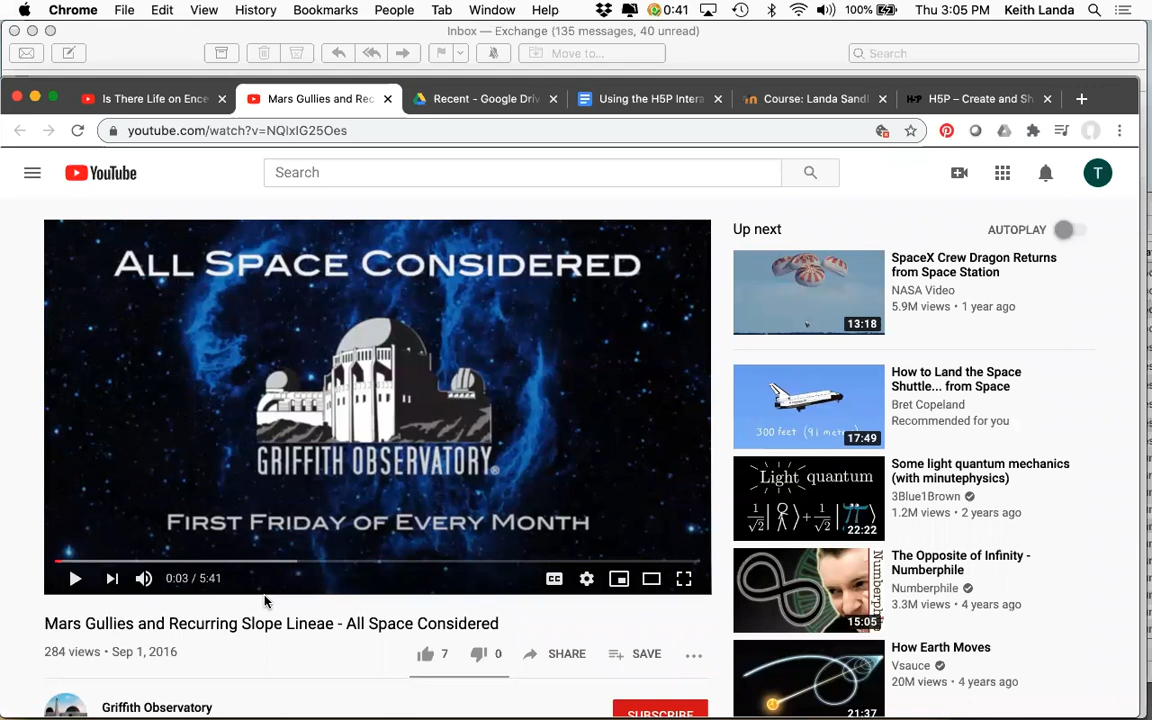 Chrome File Edit View History Bookmarks People Tab Window Help 0:41 100% Thu 3:05 PM Keith Landa
Inbox — Exchange (135 messages, 40 unread)
Move to... Search
Is There Life on Ence Mars Gullies and Rec Recent - Google Driv Using the H5P Intera Course: Landa Sandl H5P – Create and Sh
youtube.com/watch?v=NQIxIG25Oes
YouTube Search T
ALL SPACE CONSIDERED
GRIFFITH OBSERVATORY®
FIRST FRIDAY OF EVERY MONTH
0:03 / 5:41 CC
Mars Gullies and Recurring Slope Lineae - All Space Considered
284 views • Sep 1, 2016
7 0 SHARE SAVE
Griffith Observatory
SUBSCRIBE
Up next AUTOPLAY
SpaceX Crew Dragon Returns
from Space Station
NASA Video
5.9M views • 1 year ago
13:18
How to Land the Space
Shuttle... from Space
Bret Copeland
Recommended for you
300 feet (91 mete
17:49
Some light quantum mechanics
(with minutephysics)
3Blue1Brown
1.2M views • 2 years ago
Light quantum
22:22
The Opposite of Infinity -
Numberphile
Numberphile
3.3M views • 4 years ago
Numberphile
15:05
How Earth Moves
Vsauce
20M views • 4 years ago
21:37